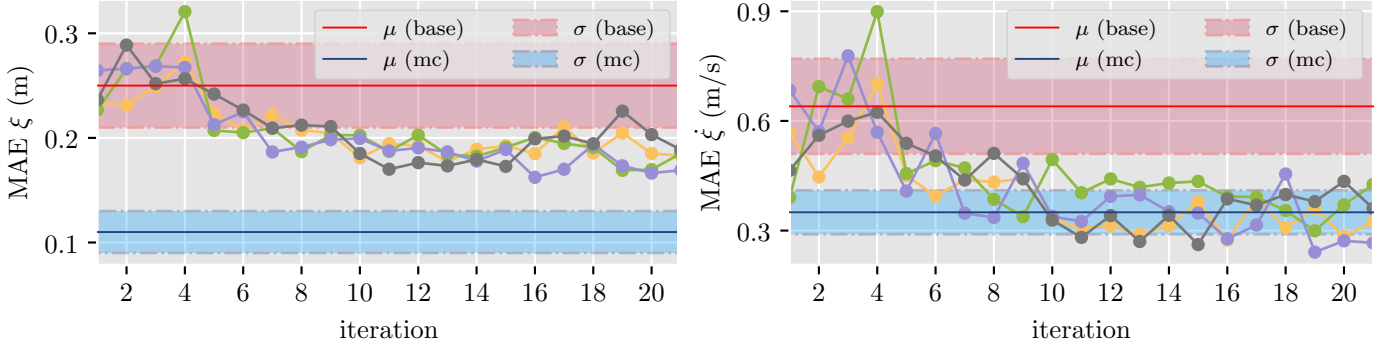 MAE ξ (m)
0.3
0.2
0.1
μ (base)
μ (mc)
σ (base)
σ (mc)
2 4 6 8 10 12 14 16 18 20
iteration
MAE ξ̇ (m/s)
0.9
0.6
0.3
μ (base)
μ (mc)
σ (base)
σ (mc)
2 4 6 8 10 12 14 16 18 20
iteration